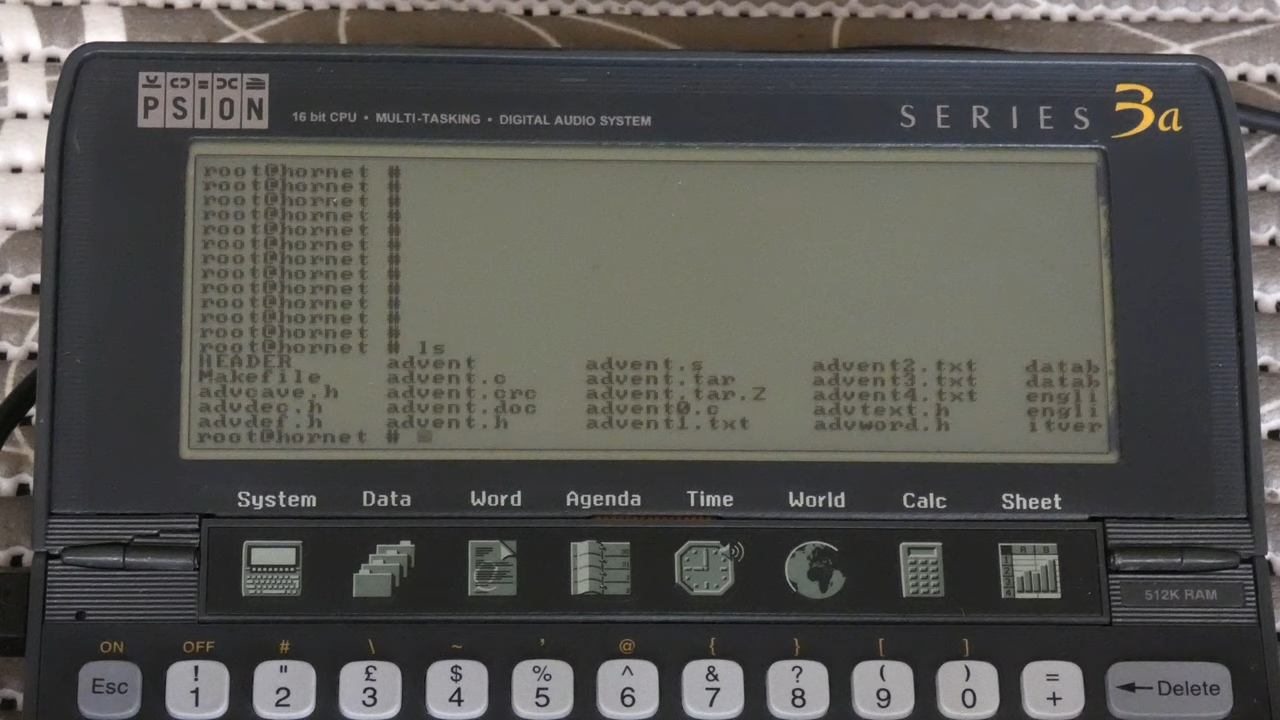 PSION
16 bit CPU • MULTI-TASKING • DIGITAL AUDIO SYSTEM
SERIES 3a
root@hornet #
root@hornet #
root@hornet #
root@hornet #
root@hornet #
root@hornet #
root@hornet #
root@hornet #
root@hornet #
root@hornet #
root@hornet #
root@hornet #
root@hornet # ls
HEADER advent advent.s advent2.txt datab
Makefile advent.c advent.tar advent3.txt datab
advcave.h advent.crc advent.tar.Z advent4.txt engli
advdec.h advent.doc advent0.c advtext.h engli
advdef.h advent.h advent1.txt advword.h itver
root@hornet #
System Data Word Agenda Time World Calc Sheet
A B
512K RAM
ON OFF # \ ~ ’ @ { } [ ]
Esc ! 1 " 2 £ 3 $ 4 % 5 ^ 6 & 7 ? 8 ( 9 ) 0 = + Delete